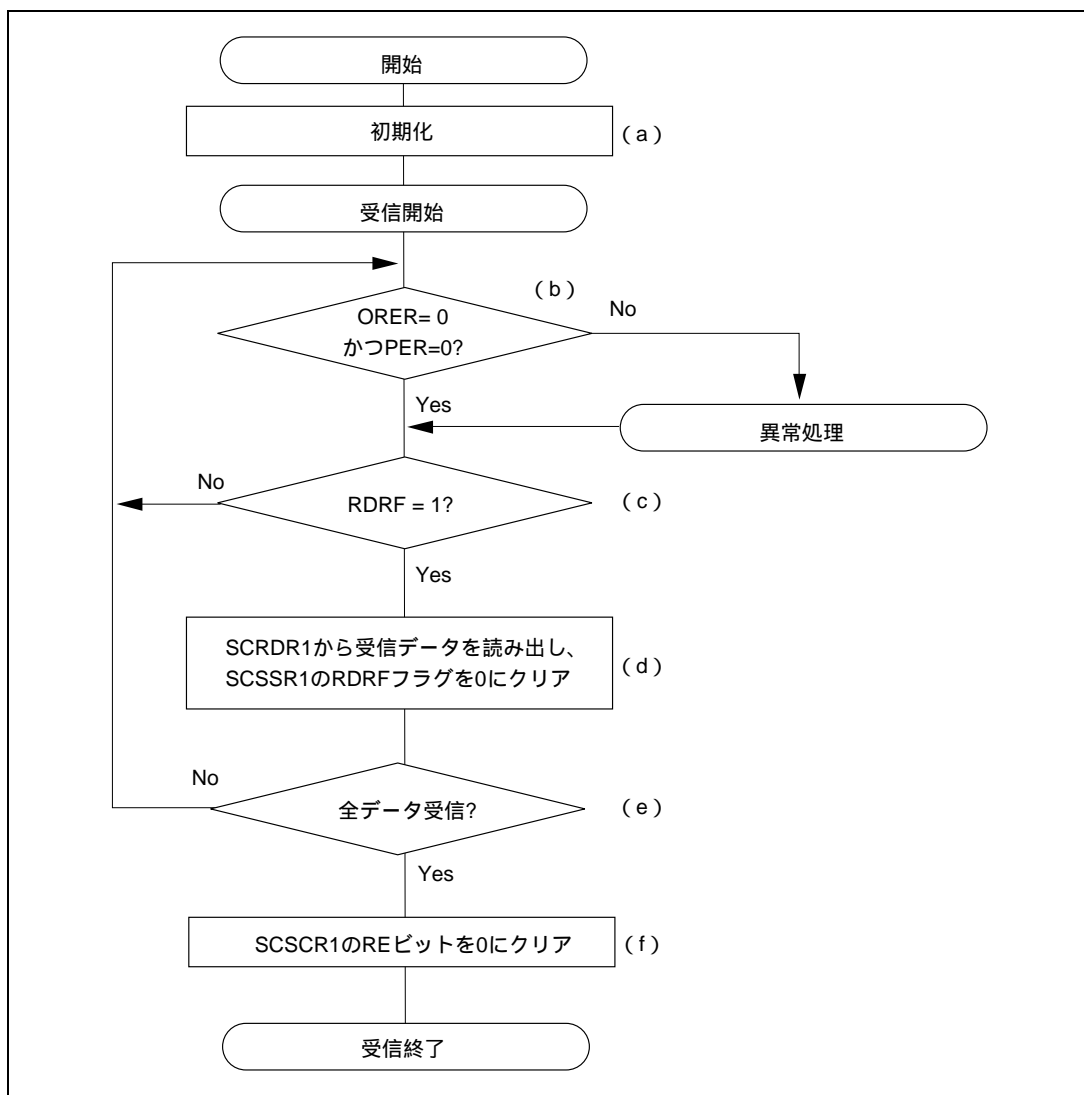 開始
初期化
(a)
受信開始
(b)
ORER= 0
かつPER=0?
No
Yes
異常処理
No
RDRF = 1?
(c)
Yes
SCRDR1から受信データを読み出し、
SCSSR1のRDRFフラグを0にクリア
(d)
No
全データ受信?
(e)
Yes
SCSCR1のREビットを0にクリア
(f)
受信終了